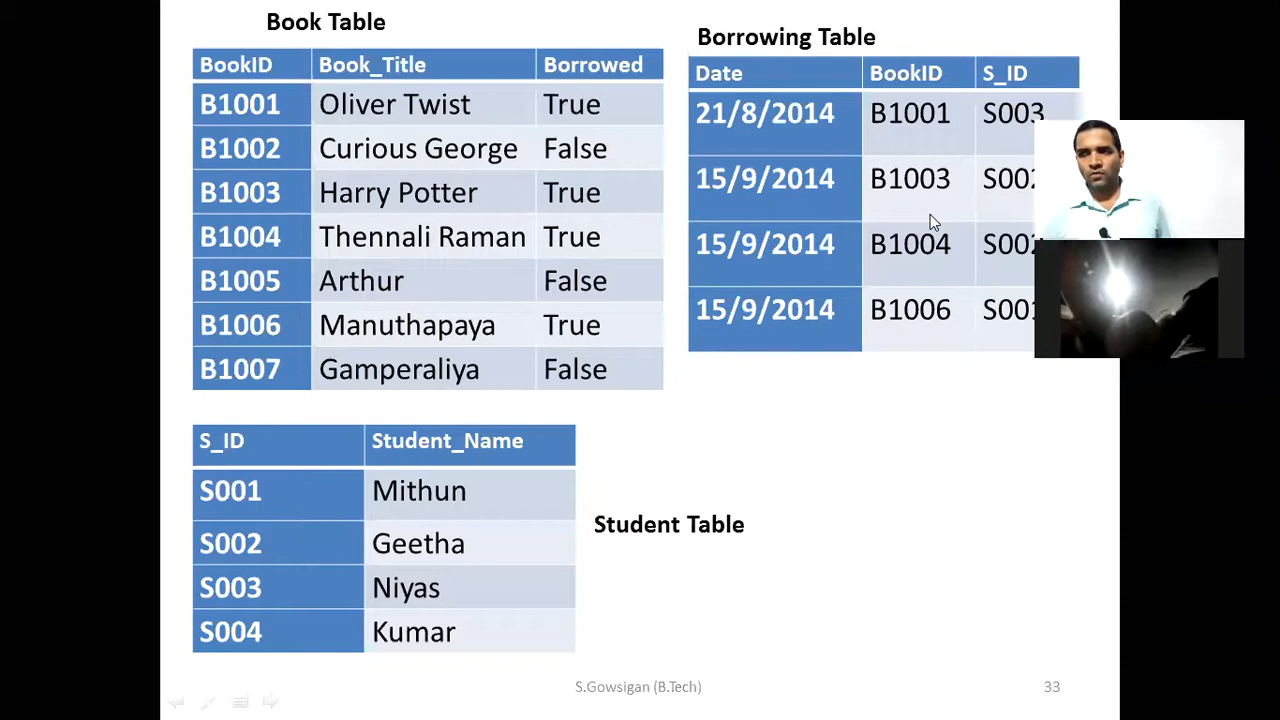 Book Table
BookID Book_Title Borrowed
B1001 Oliver Twist True
B1002 Curious George False
B1003 Harry Potter True
B1004 Thennali Raman True
B1005 Arthur False
B1006 Manuthapaya True
B1007 Gamperaliya False
Borrowing Table
Date BookID S_ID
21/8/2014 B1001 S003
15/9/2014 B1003
15/9/2014 B1004
15/9/2014 B1006
S_ID Student_Name
S001 Mithun
S002 Geetha
S003 Niyas
S004 Kumar
Student Table
S.Gowsigan (B.Tech) 33